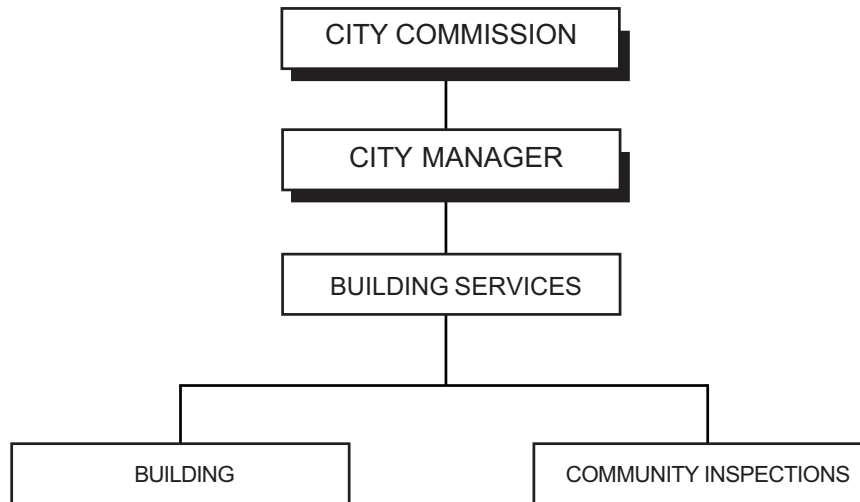 CITY COMMISSION
CITY MANAGER
BUILDING SERVICES
BUILDING
COMMUNITY INSPECTIONS